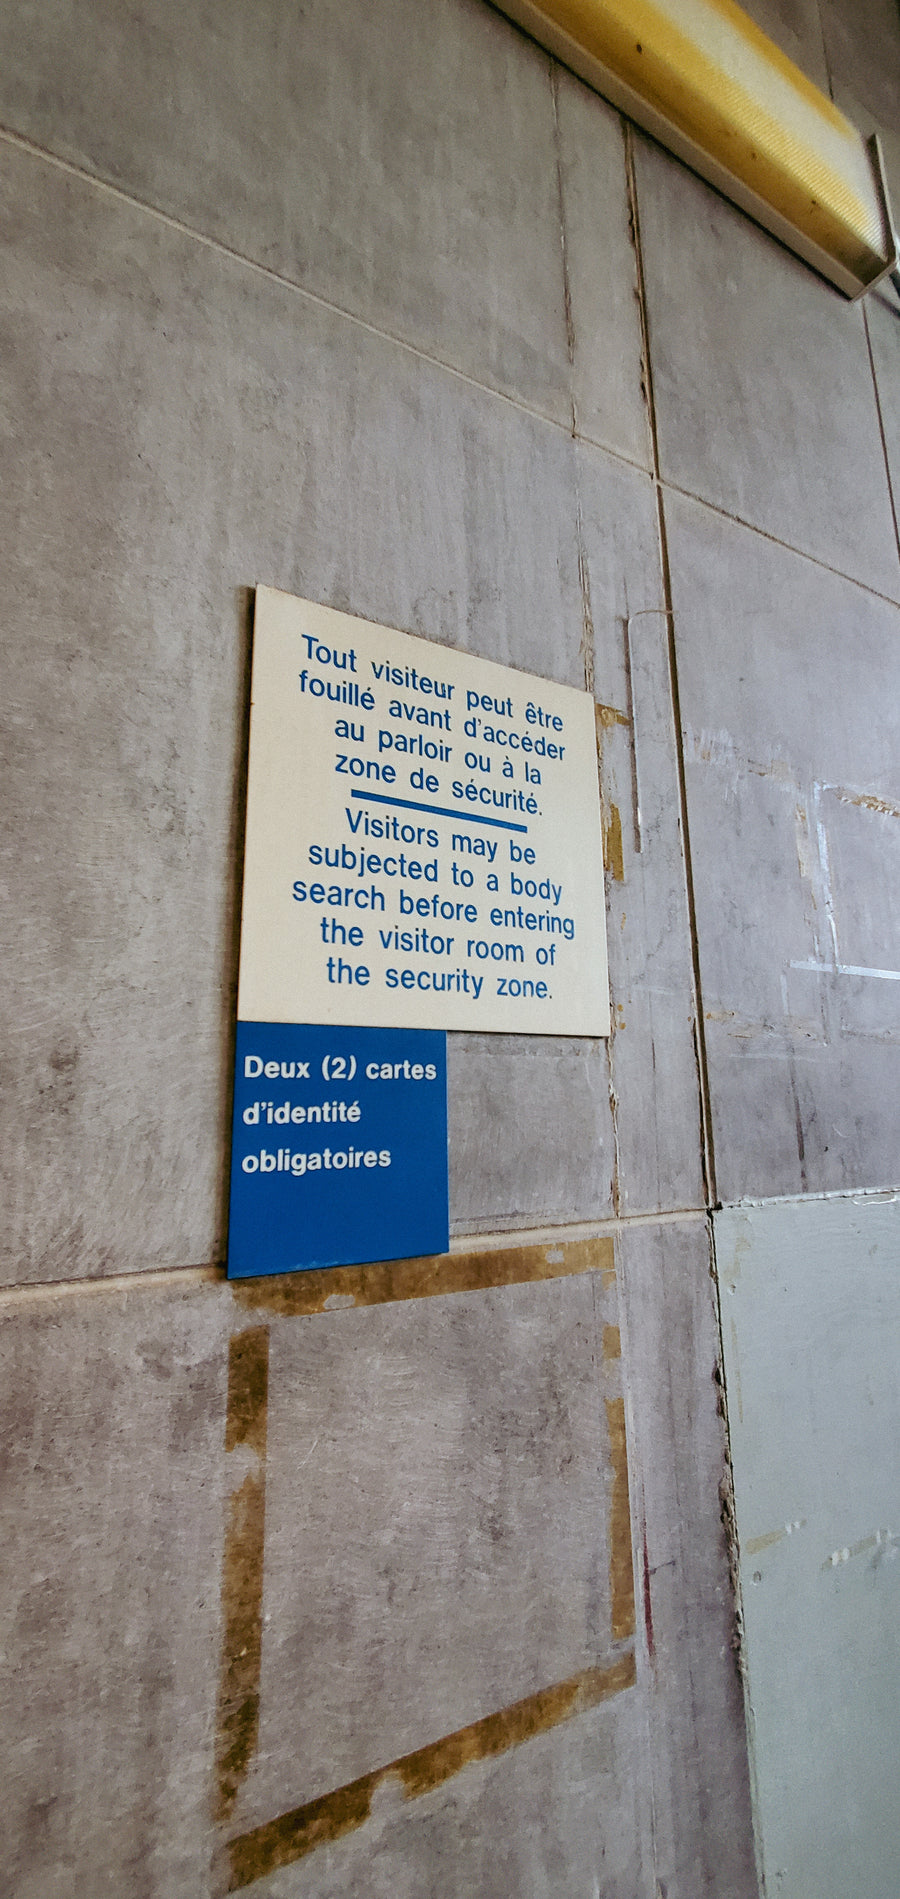 Tout visiteur peut être
fouillé avant d'accéder
au parloir ou à la
zone de sécurité.
Visitors may be
subjected to a body
search before entering
the visitor room of
the security zone.
Deux (2) cartes
d'identité
obligatoires